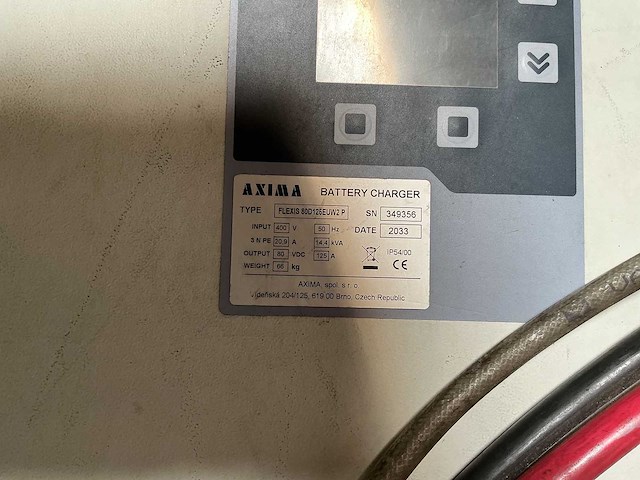 AXIMA BATTERY CHARGER
TYPE FLEXIS 80D125EUW2 P SN 349356
INPUT 400 V 50 Hz DATE 2033
3 N PE 20,9 A 14,4 kVA
OUTPUT 80 VDC 125 A IP54/00
WEIGHT 66 kg CE
AXIMA, spol. s r. o.
Vídeňská 204/125, 619 00 Brno, Czech Republic